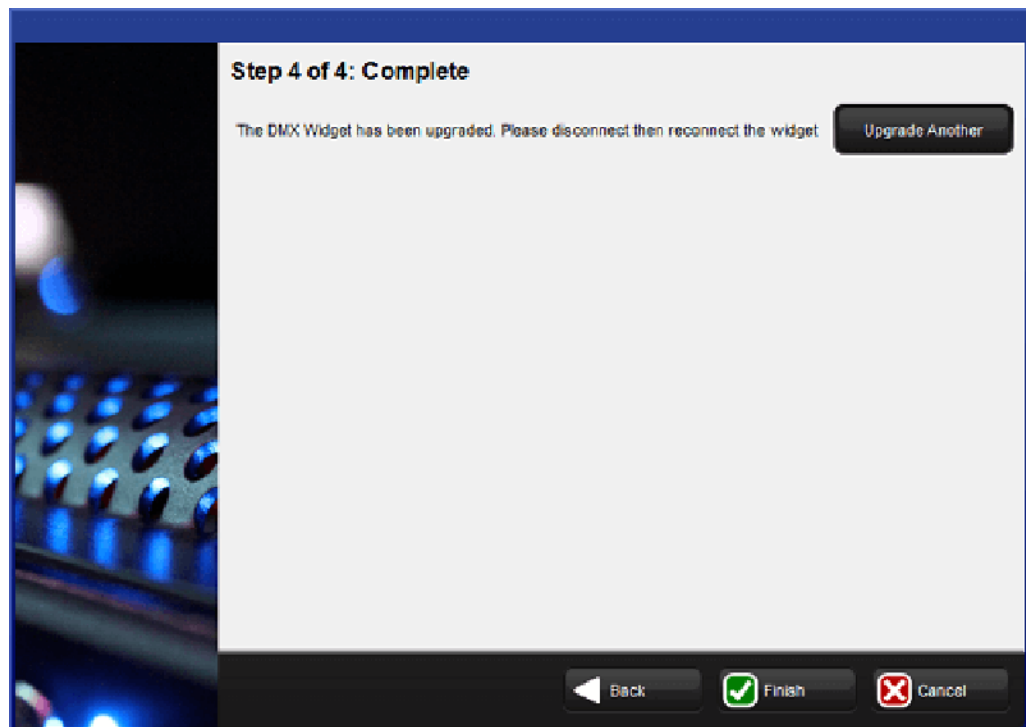 Step 4 of 4: Complete
The DMX Widget has been upgraded. Please disconnect then reconnect the widget
Upgrade Another
Back
Finish
Cancel